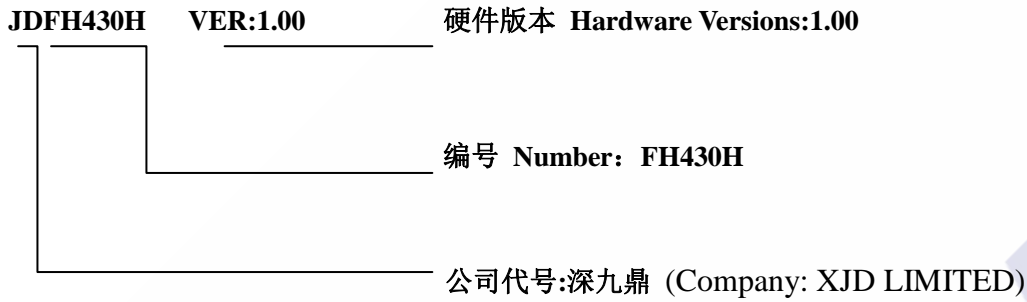 JDFH430H VER:1.00 硬件版本 Hardware Versions:1.00
编号 Number：FH430H
公司代号:深九鼎 (Company: XJD LIMITED)